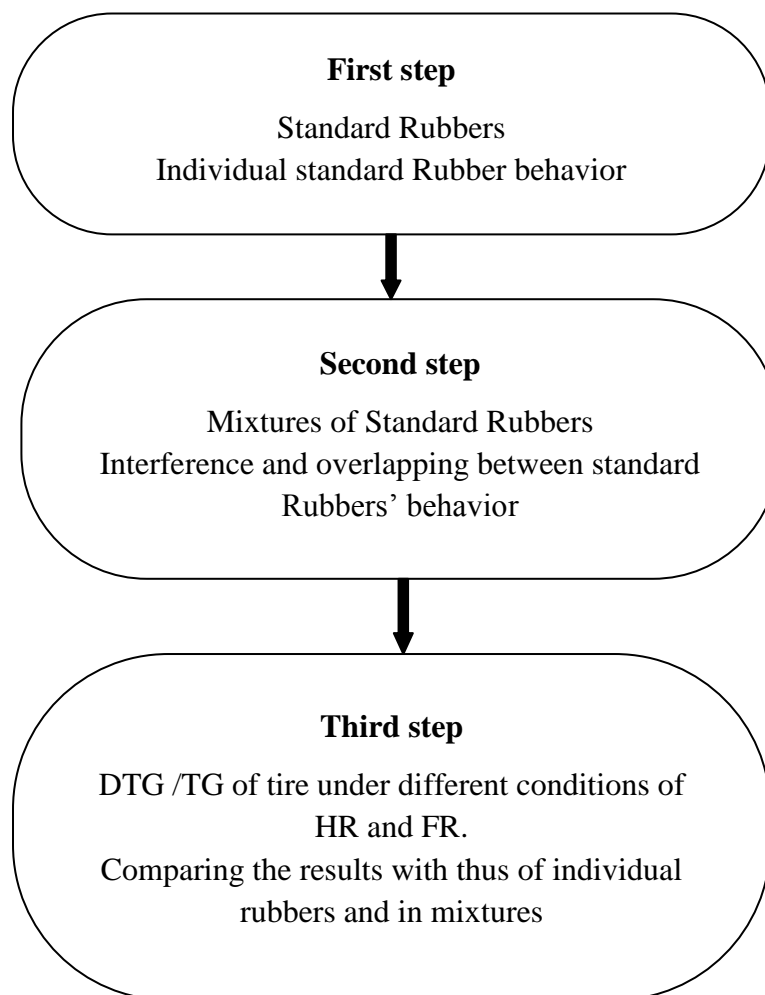 First step
Standard Rubbers
Individual standard Rubber behavior
Second step
Mixtures of Standard Rubbers
Interference and overlapping between standard
Rubbers’ behavior
Third step
DTG /TG of tire under different conditions of
HR and FR.
Comparing the results with thus of individual
rubbers and in mixtures